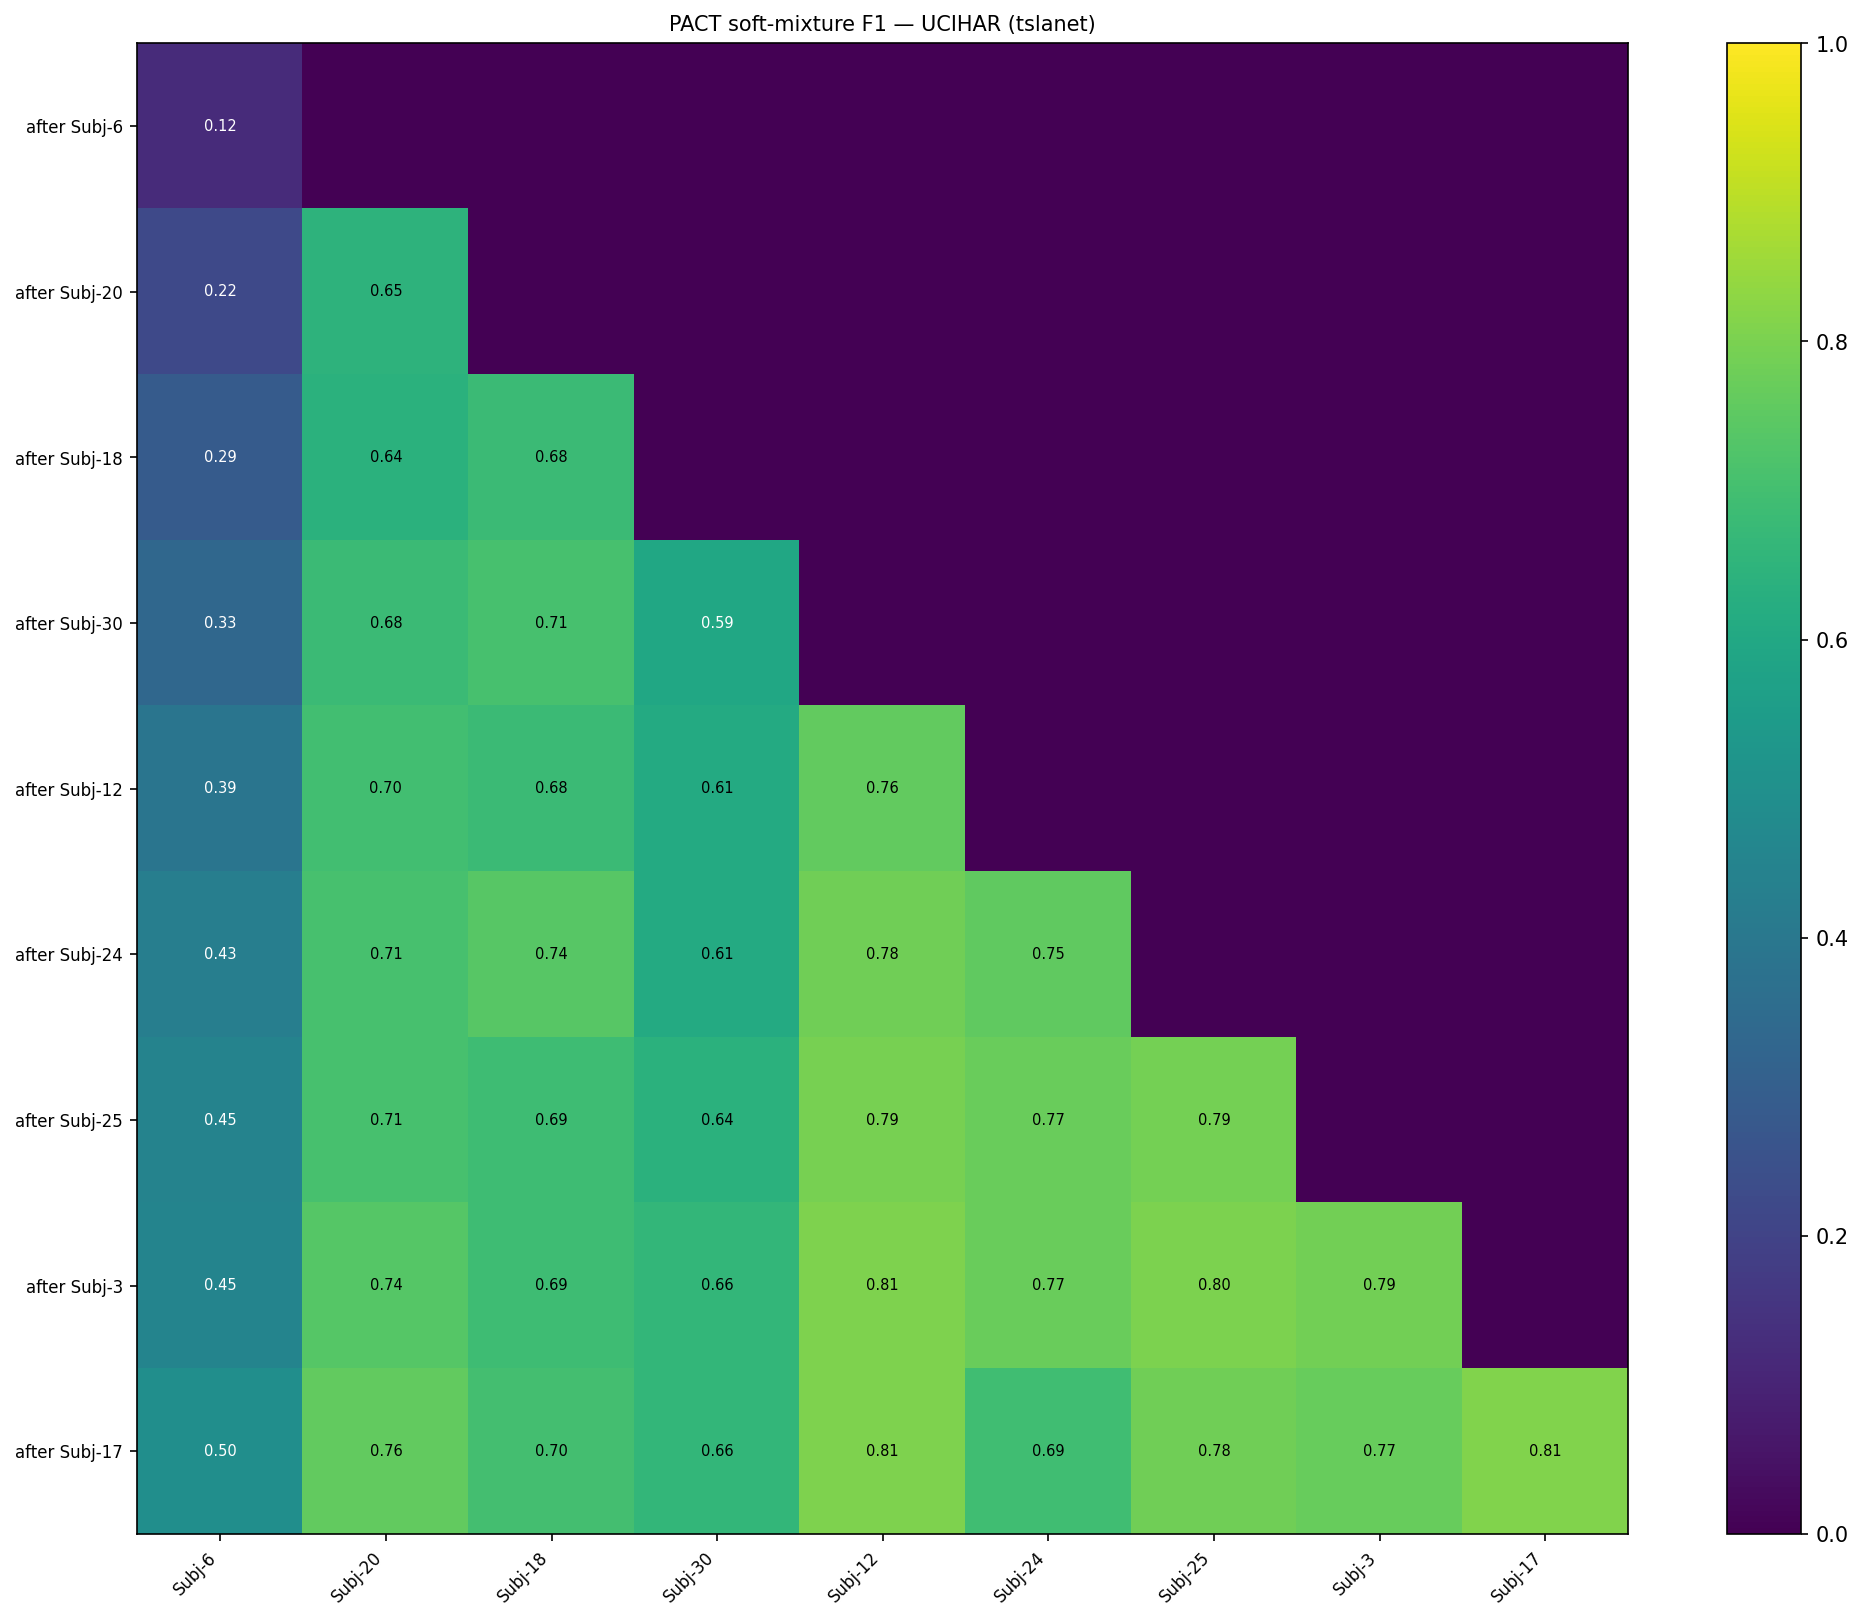 PACT soft-mixture F1 — UCIHAR (tslanet)
after Subj-6 0.12
after Subj-20 0.22 0.65
after Subj-18 0.29 0.64 0.68
after Subj-30 0.33 0.68 0.71 0.59
after Subj-12 0.39 0.70 0.68 0.61 0.76
after Subj-24 0.43 0.71 0.74 0.61 0.78 0.75
after Subj-25 0.45 0.71 0.69 0.64 0.79 0.77 0.79
after Subj-3 0.45 0.74 0.69 0.66 0.81 0.77 0.80 0.79
after Subj-17 0.50 0.76 0.70 0.66 0.81 0.69 0.78 0.77 0.81
Subj-6 Subj-20 Subj-18 Subj-30 Subj-12 Subj-24 Subj-25 Subj-3 Subj-17
1.0
0.8
0.6
0.4
0.2
0.0